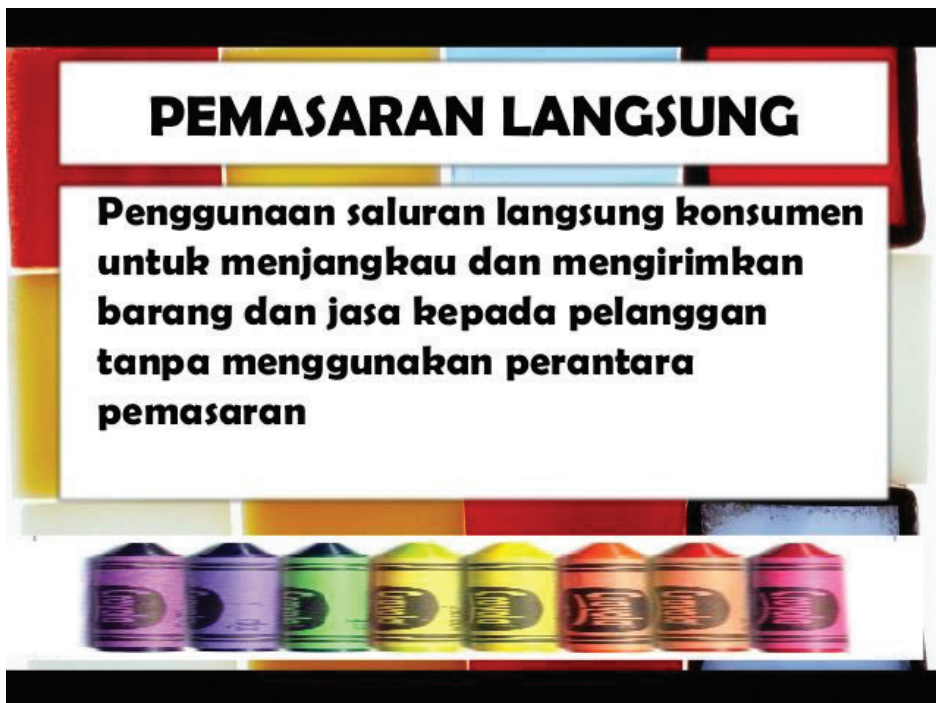 PEMASARAN LANGSUNG
Penggunaan saluran langsung konsumen
untuk menjangkau dan mengirimkan
barang dan jasa kepada pelanggan
tanpa menggunakan perantara
pemasaran